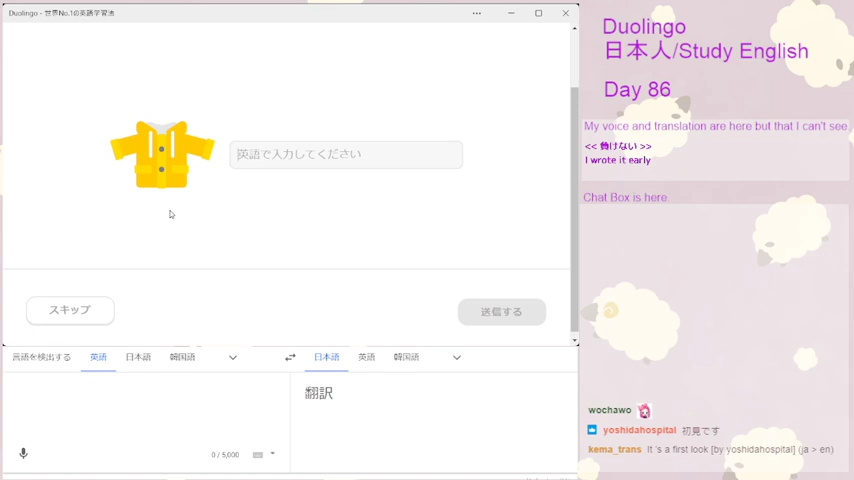 Duolingo - 世界No.1の英語学習法
英語で入力してください
スキップ
送信する
言語を検出する 英語 日本語 韓国語
日本語 英語 韓国語
翻訳
0 / 5,000
Duolingo
日本人/Study English
Day 86
My voice and translation are here but that I can't see
<< 負けない >>
I wrote it early
Chat Box is here.
wochawo
yoshidahospital 初見です
kema_trans It 's a first look [by yoshidahospital] (ja > en)